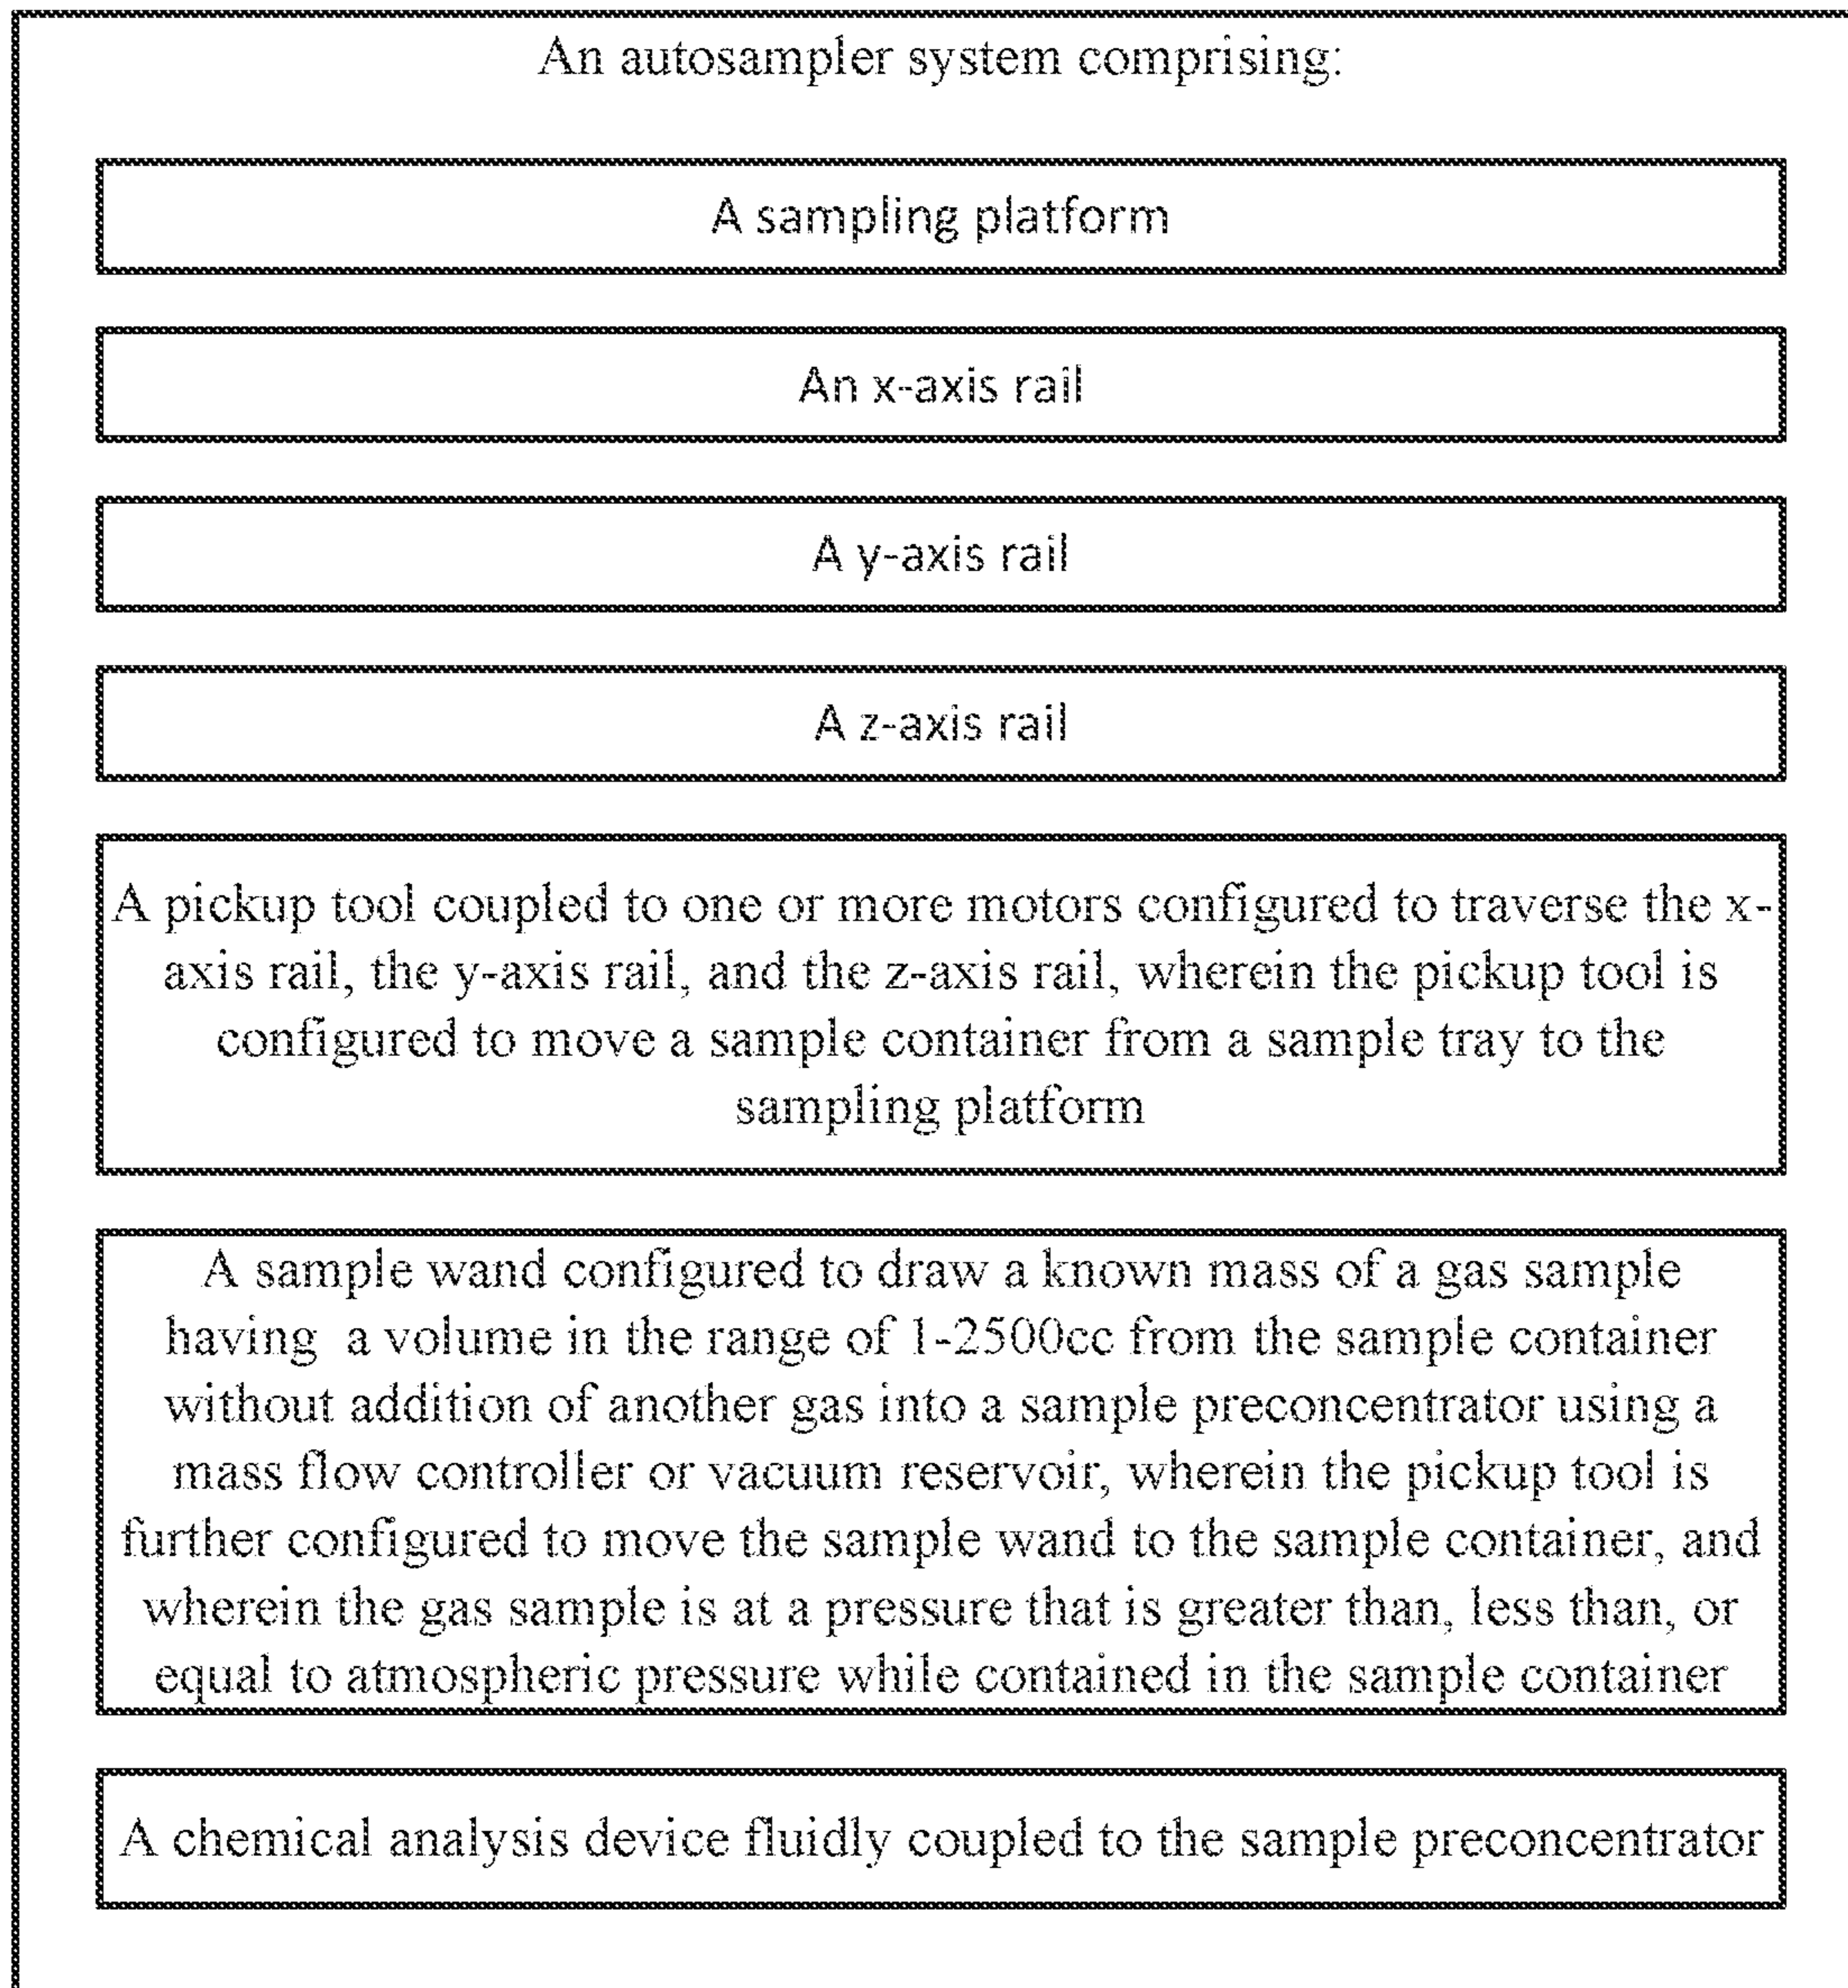 An autosampler system comprising:
A sampling platform
An x-axis rail
A y-axis rail
A z-axis rail
A pickup tool coupled to one or more motors configured to traverse the x-
axis rail, the y-axis rail, and the z-axis rail, wherein the pickup tool is
configured to move a sample container from a sample tray to the
sampling platform
A sample wand configured to draw a known mass of a gas sample
having a volume in the range of 1-2500cc from the sample container
without addition of another gas into a sample preconcentrator using a
mass flow controller or vacuum reservoir, wherein the pickup tool is
further configured to move the sample wand to the sample container, and
wherein the gas sample is at a pressure that is greater than, less than, or
equal to atmospheric pressure while contained in the sample container
A chemical analysis device fluidly coupled to the sample preconcentrator